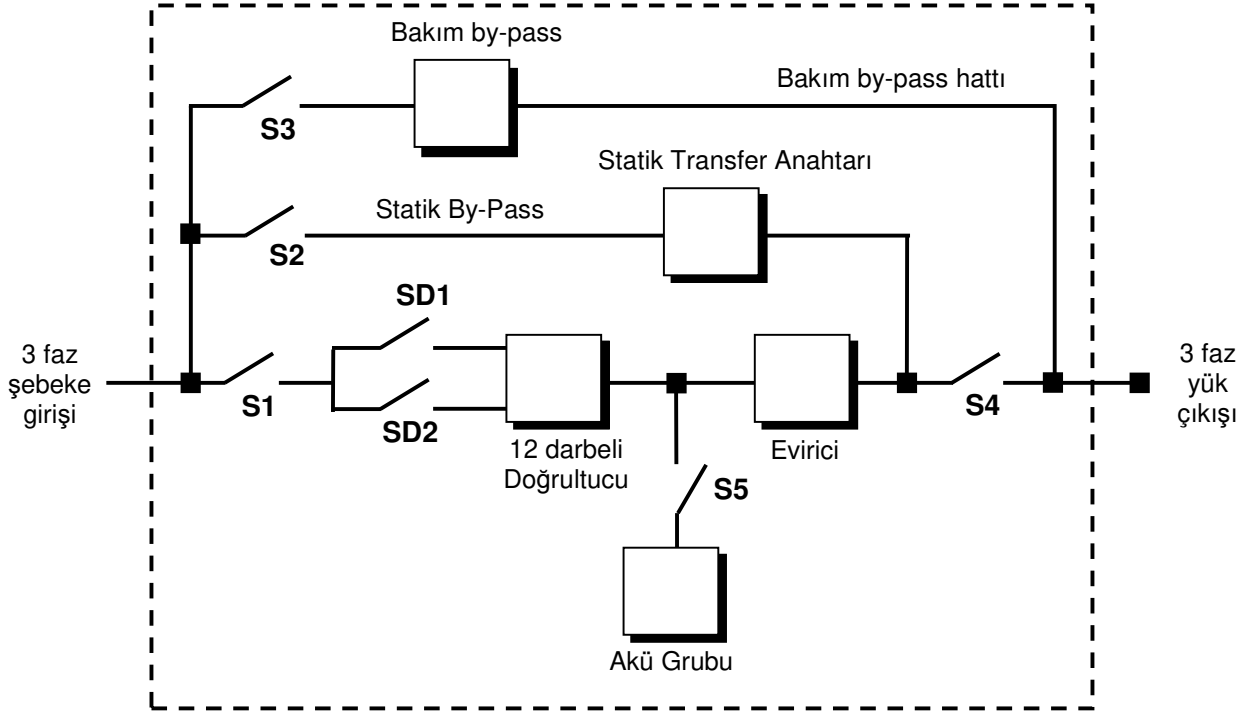 Bakım by-pass
Bakım by-pass hattı
S3
Statik Transfer Anahtarı
Statik By-Pass
S2
SD1
3 faz
şebeke
girişi
S1
SD2
12 darbeli
Doğrultucu
Evirici
S4
3 faz
yük
çıkışı
S5
Akü Grubu